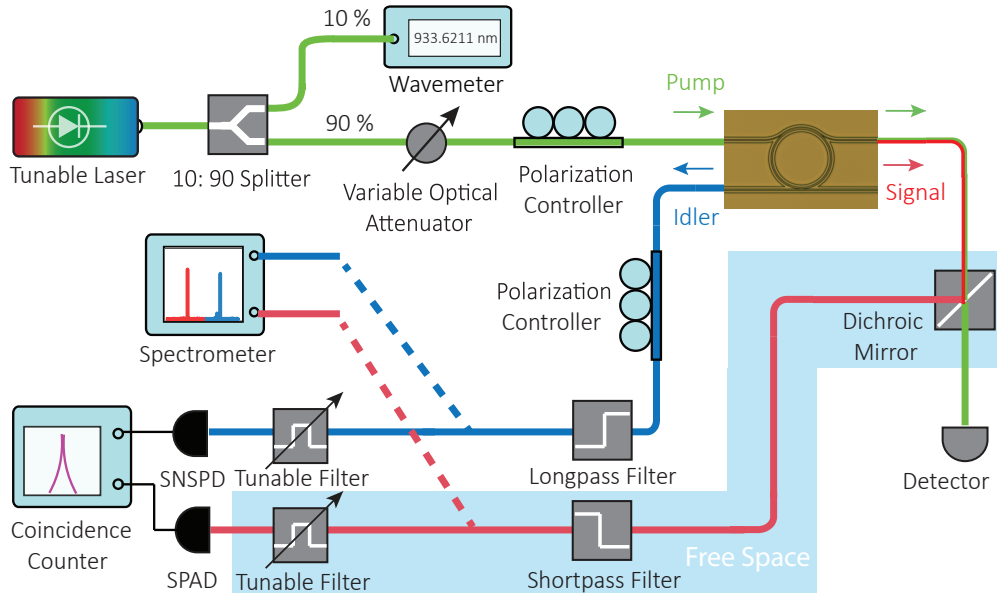 10 %
933.6211 nm
Wavemeter
Pump
90 %
Tunable Laser
10: 90 Splitter
Variable Optical
Attenuator
Polarization
Controller
Idler
Signal
Polarization
Controller
Spectrometer
Dichroic
Mirror
SNSPD
Tunable Filter
Longpass Filter
Detector
Coincidence
Counter
SPAD
Tunable Filter
Shortpass Filter
Free Space